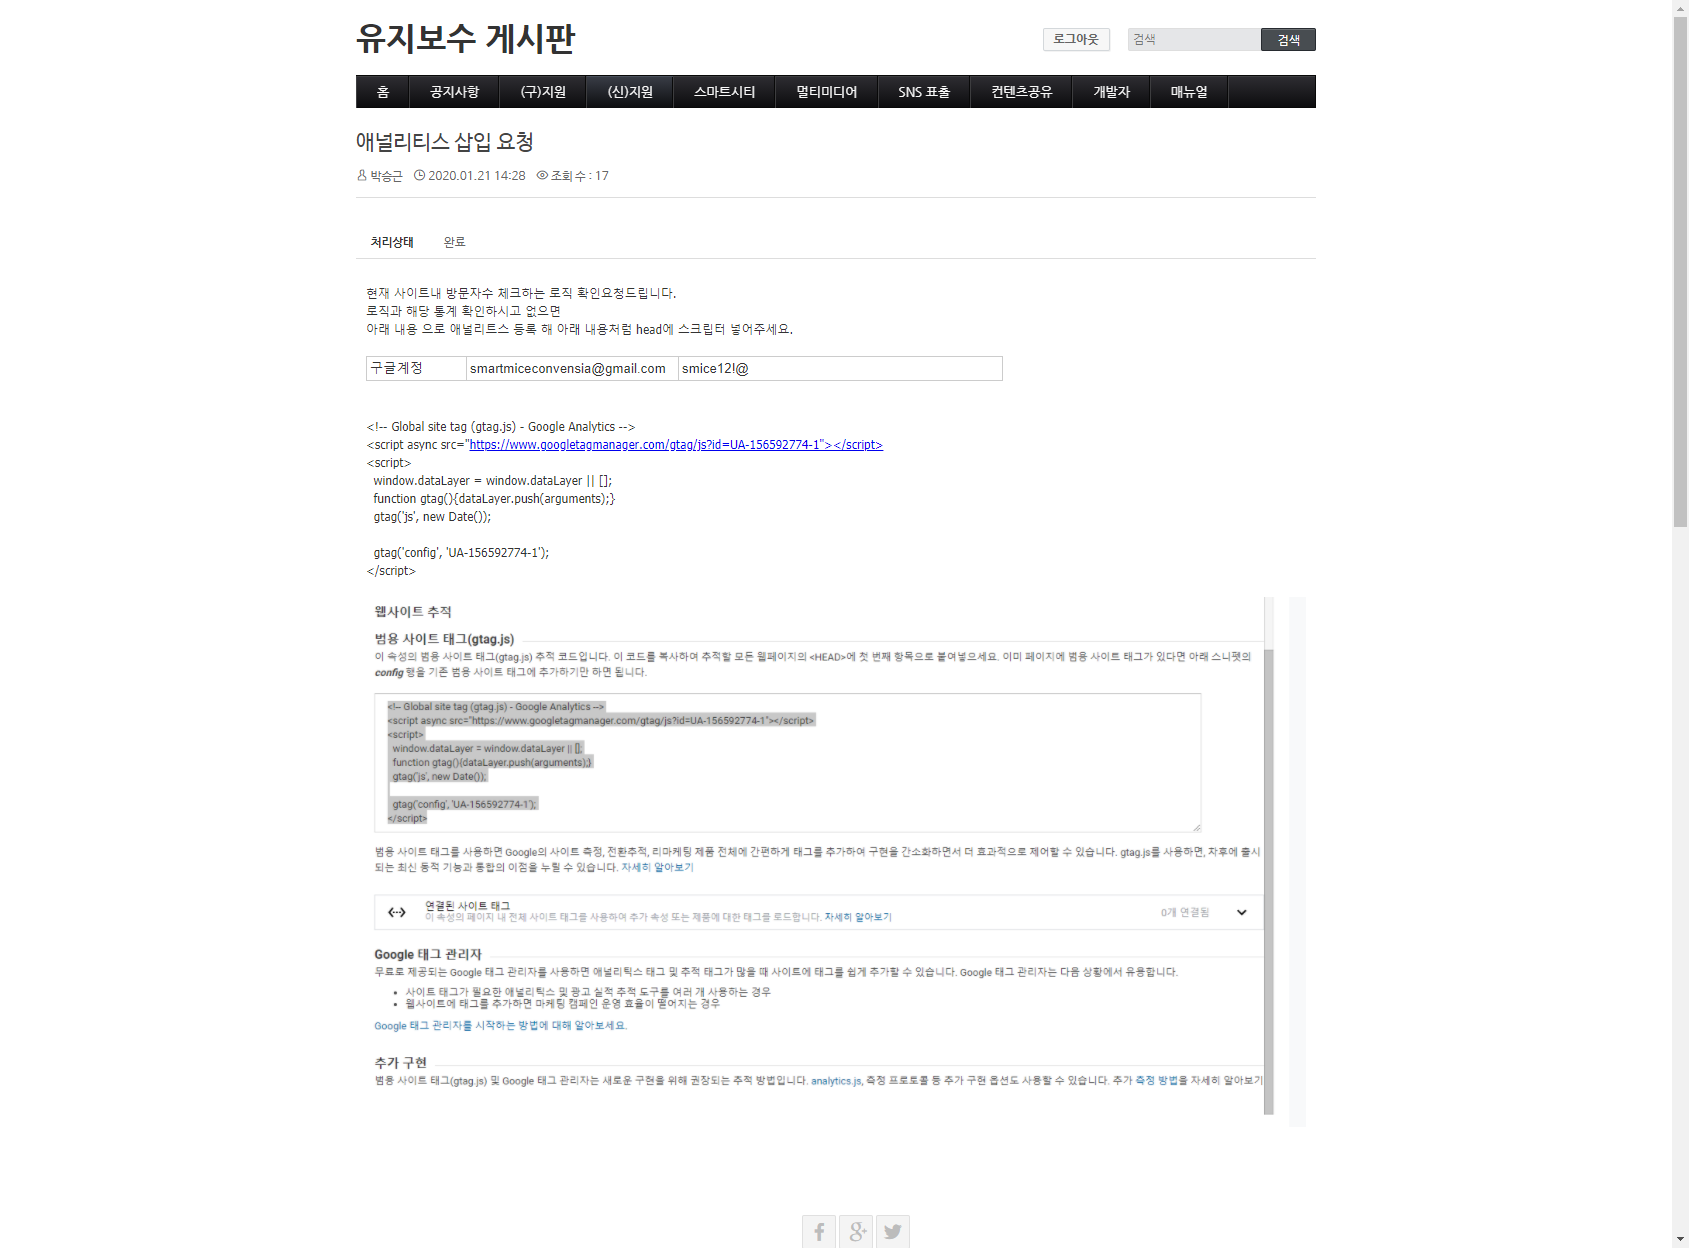 유지보수 게시판
로그아웃
검색
검색
홈 공지사항 (구)지원 (신)지원 스마트시티 멀티미디어 SNS 표출 컨텐츠공유 개발자 매뉴얼
애널리티스 삽입 요청
박승근 2020.01.21 14:28 조회 수 : 17
처리상태 완료
현재 사이트내 방문자수 체크하는 로직 확인요청드립니다.
로직과 해당 통계 확인하시고 없으면
아래 내용 으로 애널리트스 등록 해 아래 내용처럼 head에 스크립터 넣어주세요.
구글계정 smartmiceconvensia@gmail.com smice12!@
<!-- Global site tag (gtag.js) - Google Analytics -->
<script async src="https://www.googletagmanager.com/gtag/js?id=UA-156592774-1"></script>
<script>
window.dataLayer = window.dataLayer || [];
function gtag(){dataLayer.push(arguments);}
gtag('js', new Date());
gtag('config', 'UA-156592774-1');
</script>
웹사이트 추적
범용 사이트 태그(gtag.js)
이 속성의 범용 사이트 태그(gtag.js) 추적 코드입니다. 이 코드를 복사하여 추적할 모든 웹페이지의 <HEAD>에 첫 번째 항목으로 붙여넣으세요. 이미 페이지에 범용 사이트 태그가 있다면 아래 스니펫의
config 행을 기존 범용 사이트 태그에 추가하기만 하면 됩니다.
<!-- Global site tag (gtag.js) - Google Analytics -->
<script async src="https://www.googletagmanager.com/gtag/js?id=UA-156592774-1"></script>
<script>
window.dataLayer = window.dataLayer || [];
function gtag(){dataLayer.push(arguments);}
gtag('js', new Date());
gtag('config', 'UA-156592774-1');
</script>
범용 사이트 태그를 사용하면 Google의 사이트 측정, 전환추적, 리마케팅 제품 전체에 간편하게 태그를 추가하여 구현을 간소화하면서 더 효과적으로 제어할 수 있습니다. gtag.js를 사용하면, 차후에 출시
되는 최신 동적 기능과 통합의 이점을 누릴 수 있습니다. 자세히 알아보기
연결된 사이트 태그
이 속성의 페이지 내 전체 사이트 태그를 사용하여 추가 속성 또는 제품에 대한 태그를 로드합니다. 자세히 알아보기
0개 연결됨
Google 태그 관리자
무료로 제공되는 Google 태그 관리자를 사용하면 애널리틱스 태그 및 추적 태그가 많을 때 사이트에 태그를 쉽게 추가할 수 있습니다. Google 태그 관리자는 다음 상황에서 유용합니다.
• 사이트 태그가 필요한 애널리틱스 및 광고 실적 추적 도구를 여러 개 사용하는 경우
• 웹사이트에 태그를 추가하면 마케팅 캠페인 운영 효율이 떨어지는 경우
Google 태그 관리자를 시작하는 방법에 대해 알아보세요.
추가 구현
범용 사이트 태그(gtag.js) 및 Google 태그 관리자는 새로운 구현을 위해 권장되는 추적 방법입니다. analytics.js, 측정 프로토콜 등 추가 구현 옵션도 사용할 수 있습니다. 추가 측정 방법을 자세히 알아보기